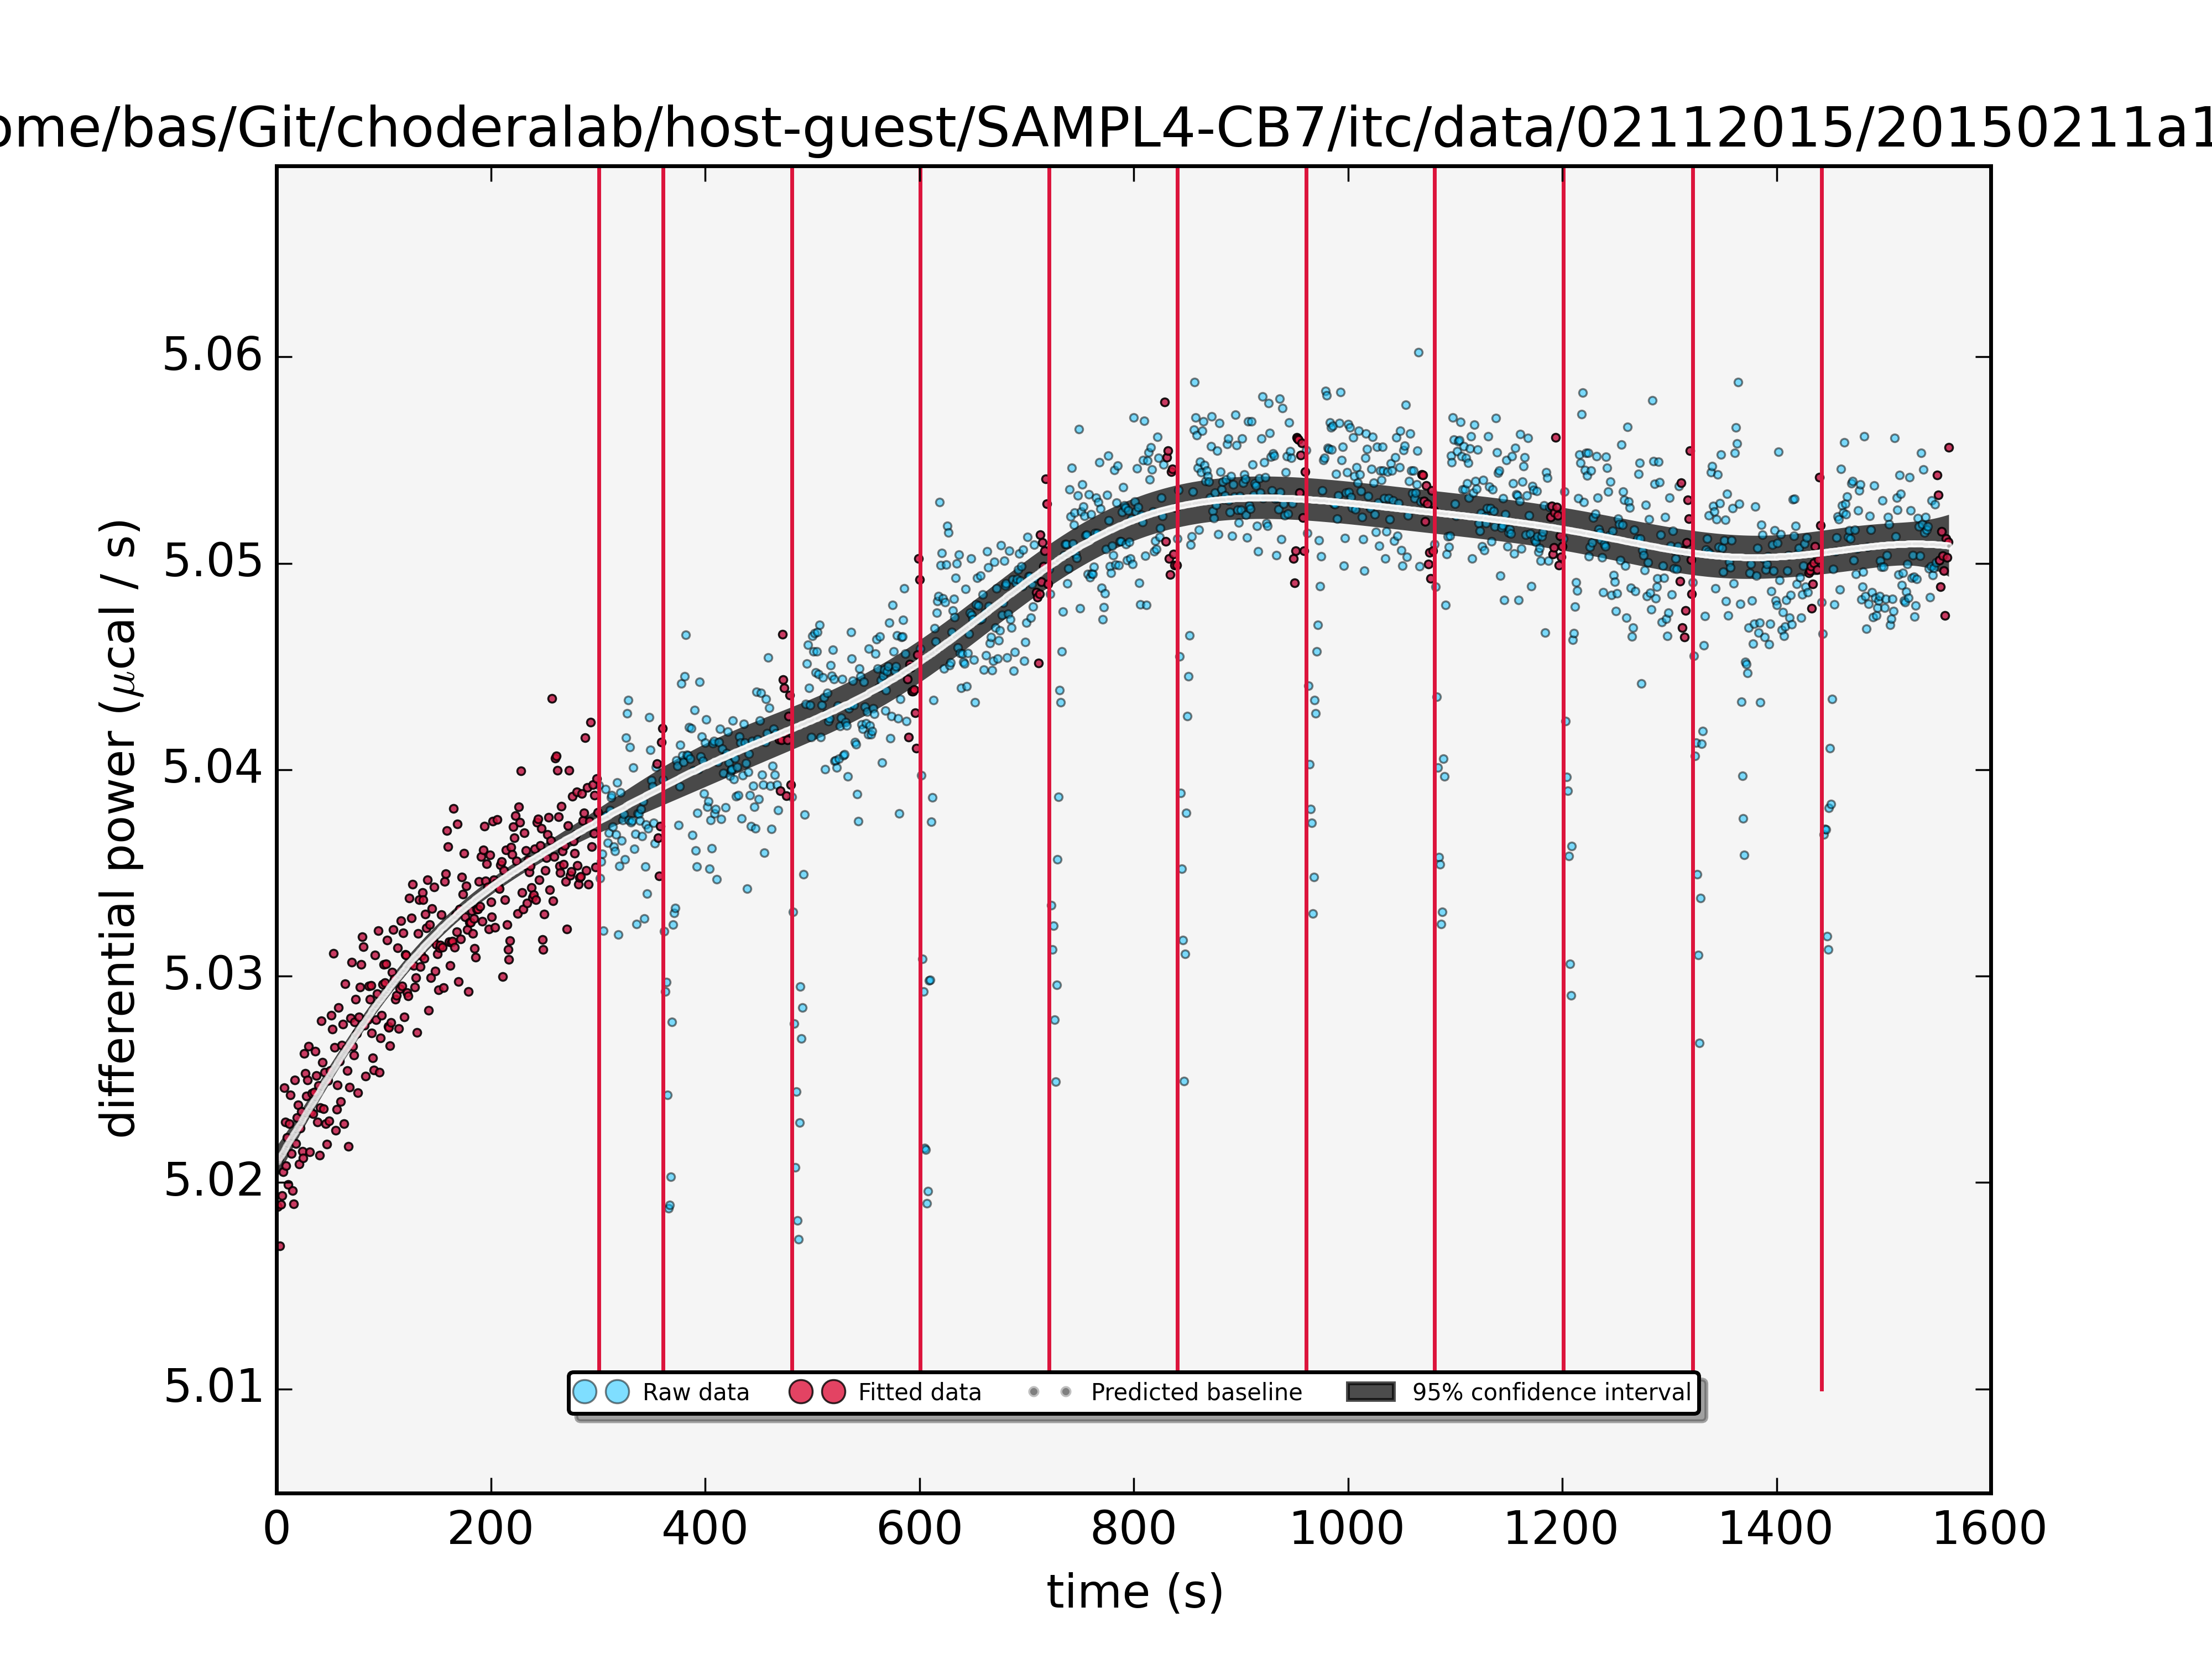 ome/bas/Git/choderalab/host-guest/SAMPL4-CB7/itc/data/02112015/20150211a1
differential power (μcal / s)
5.06
5.05
5.04
5.03
5.02
5.01
Raw data Fitted data Predicted baseline 95% confidence interval
0 200 400 600 800 1000 1200 1400 1600
time (s)